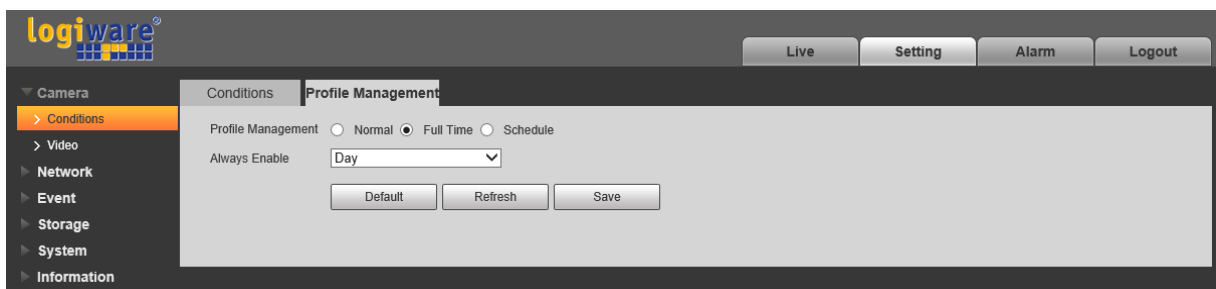 logiware®
Live Setting Alarm Logout
Camera
Conditions
Video
Network
Event
Storage
System
Information
Conditions Profile Management
Profile Management Normal Full Time Schedule
Always Enable Day
Default Refresh Save